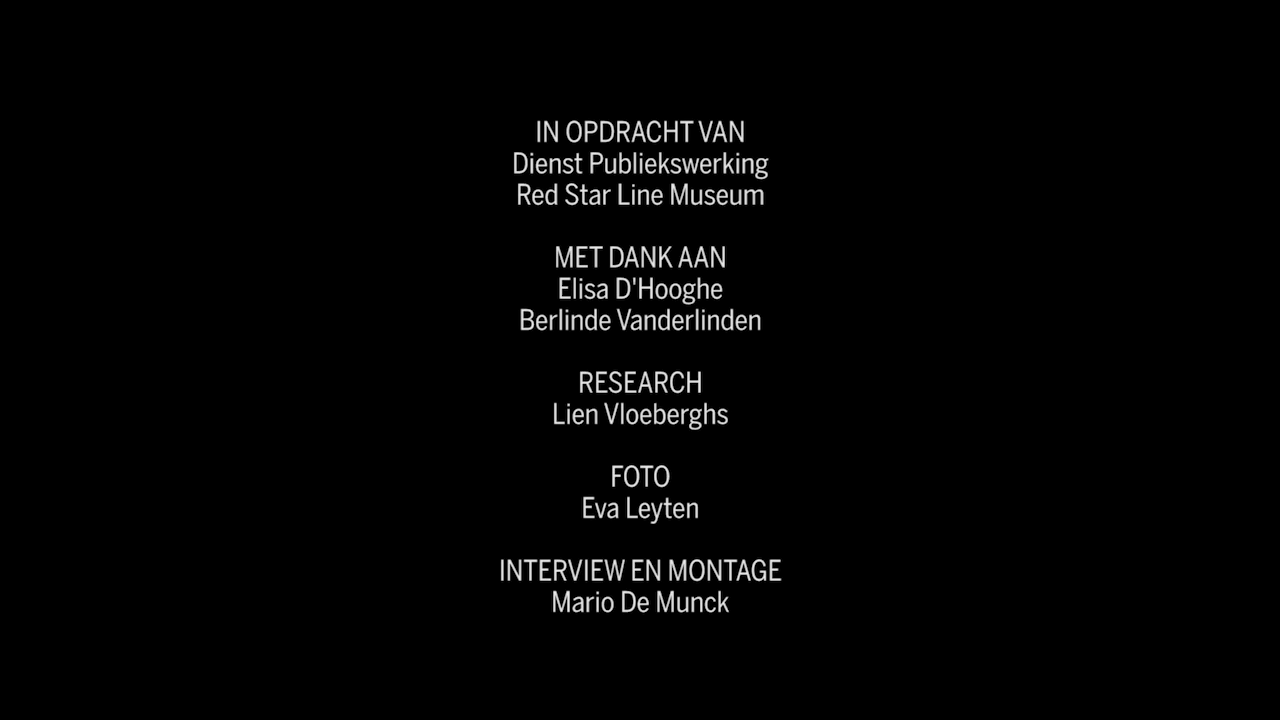 IN OPDRACHT VAN
Dienst Publiekswerking
Red Star Line Museum
MET DANK AAN
Elisa D'Hooghe
Berlinde Vanderlinden
RESEARCH
Lien Vloeberghs
FOTO
Eva Leyten
INTERVIEW EN MONTAGE
Mario De Munck